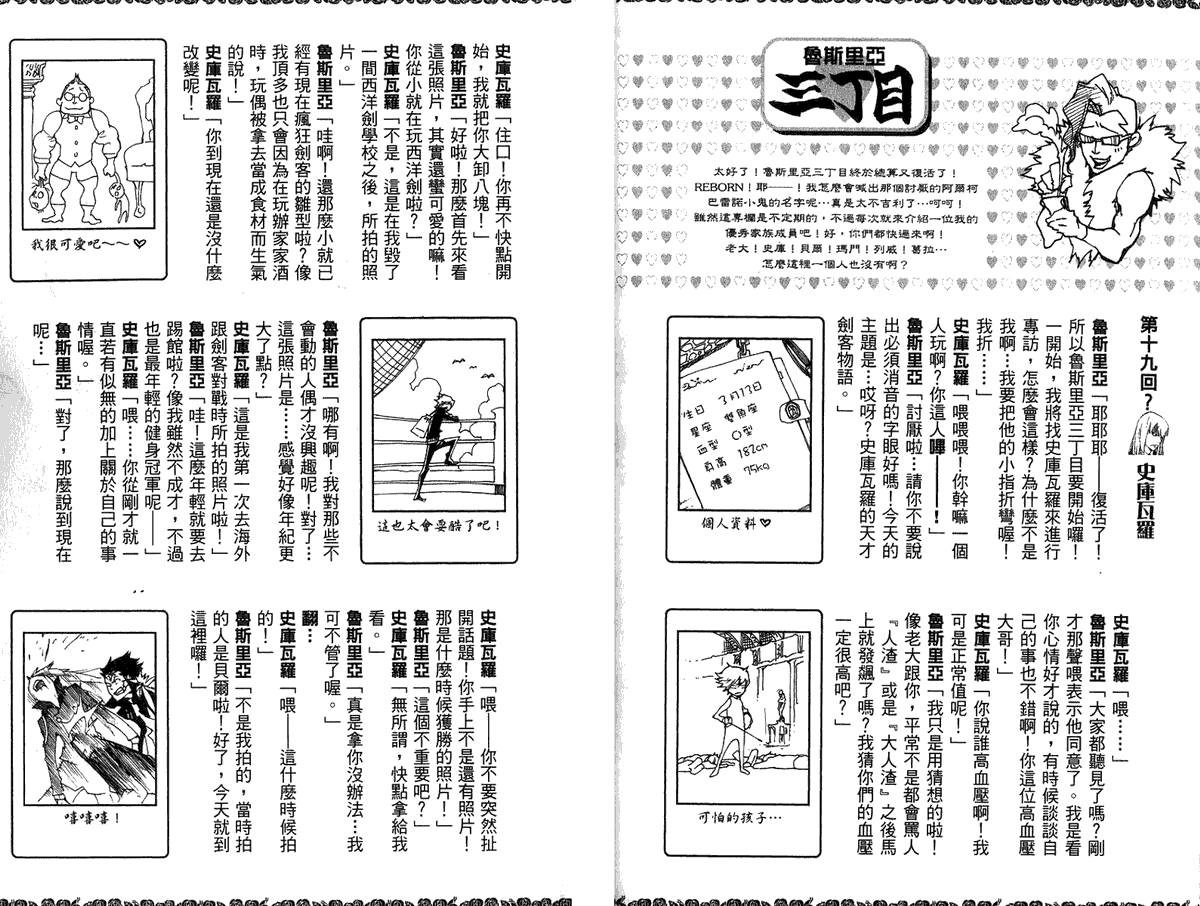 魯斯里亞
三丁目
太好了！魯斯里亞三丁目終於總算又復活了！
REBORN！耶——！我怎麼會喊出那個討厭的阿爾柯
巴雷諾小鬼的名字呢…真是太不吉利了…呵呵！
雖然這專欄是不定期的，不過每次就來介紹一位我的
優秀家族成員吧！好，你們都快過來啊！
老大！史庫！貝爾！瑪門！列威！葛拉…
怎麼這裡一個人也沒有啊？
第十九回？史庫瓦羅
魯斯里亞「耶耶耶——復活了！
所以魯斯里亞三丁目要開始囉！
一開始，我將找史庫瓦羅來進行
專訪，怎麼會這樣？為什麼不是
我啊…我要把他的小指折彎喔！
我折……」
史庫瓦羅「喂喂喂！你幹嘛一個
人玩啊？你這人嗶——！」
魯斯里亞「討厭啦…請你不要說
出必須消音的字眼好嗎！今天的
主題是…哎呀？史庫瓦羅的天才
劍客物語。」
生日 3月13日
星座 雙魚座
血型 O型
身高 182cm
體重 75kg
個人資料♥
史庫瓦羅「喂……」
魯斯里亞「大家都聽見了嗎？剛
才那聲喂表示他同意了。我是看
你心情好才說的，有時候談談自
己的事也不錯啊！你這位高血壓
大哥！」
史庫瓦羅「你說誰高血壓啊！我
可是正常值呢！」
魯斯里亞「我只是用猜想的啦！
像老大跟你，平常不是都會罵人
『人渣』或是『大人渣』之後馬
上就發飆了嗎？我猜你們的血壓
一定很高吧？」
可怕的孩子…
史庫瓦羅「住口！你再不快點開
始，我就把你大卸八塊！」
魯斯里亞「好啦！那麼首先來看
這張照片，其實還蠻可愛的嘛！
你從小就在玩西洋劍啦？」
史庫瓦羅「不是，這是在我毀了
一間西洋劍學校之後，所拍的照
片。」
魯斯里亞「哇啊！還那麼小就已
經有現在瘋狂劍客的雛型啦？像
我頂多也只會因為在玩辦家家酒
時，玩偶被拿去當成食材而生氣
的說！」
史庫瓦羅「你到現在還是沒什麼
改變呢！」
我很可愛吧～～♥
這也太會耍酷了吧！
魯斯里亞「哪有啊！我對那些不
會動的人偶才沒興趣呢！對了…
這張照片是……感覺好像年紀更
大了點？」
史庫瓦羅「這是我第一次去海外
跟劍客對戰時所拍的照片啦！」
魯斯里亞「哇！這麼年輕就要去
踢館啦？像我雖然不成才，不過
也是最年輕的健身冠軍呢——」
史庫瓦羅「喂……你從剛才就一
直若有似無的加上關於自己的事
情喔。」
魯斯里亞「對了，那麼說到現在
呢…」
史庫瓦羅「喂——你不要突然扯
開話題！你手上不是還有照片！
那是什麼時候獲勝的照片！」
魯斯里亞「這個不重要吧？」
史庫瓦羅「無所謂，快點拿給我
看。」
魯斯里亞「真是拿你沒辦法…我
可不管了喔。」
翻…
史庫瓦羅「喂——這什麼時候拍
的！」
魯斯里亞「不是我拍的，當時拍
的人是貝爾啦！好了，今天就到
這裡囉！」
嘻嘻嘻！